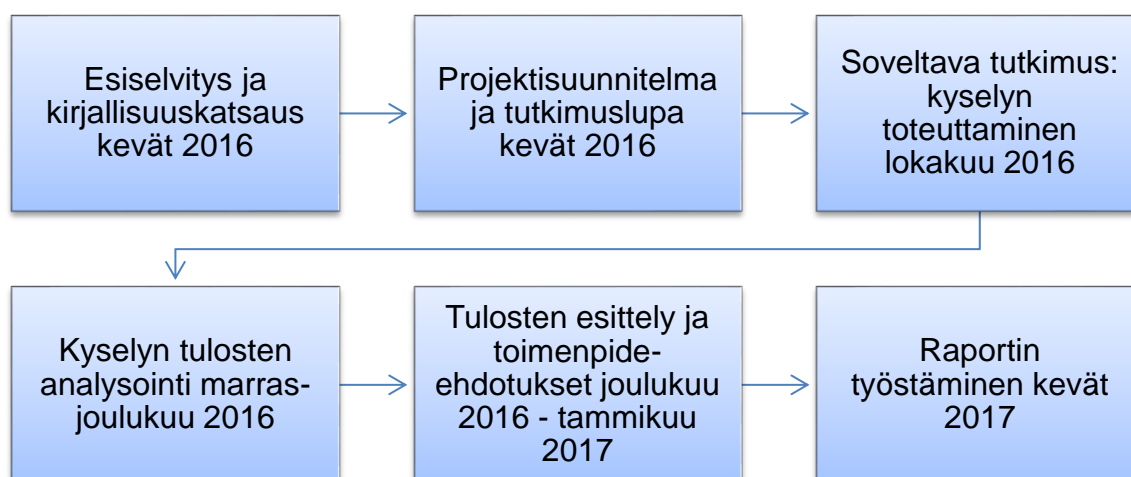 Esiselvitys ja
kirjallisuuskatsaus
kevät 2016
Projektisuunnitelma
ja tutkimuslupa
kevät 2016
Soveltava tutkimus:
kyselyn
toteuttaminen
lokakuu 2016
Kyselyn tulosten
analysointi marras-
joulukuu 2016
Tulosten esittely ja
toimenpide-
ehdotukset joulukuu
2016 - tammikuu
2017
Raportin
työstäminen kevät
2017